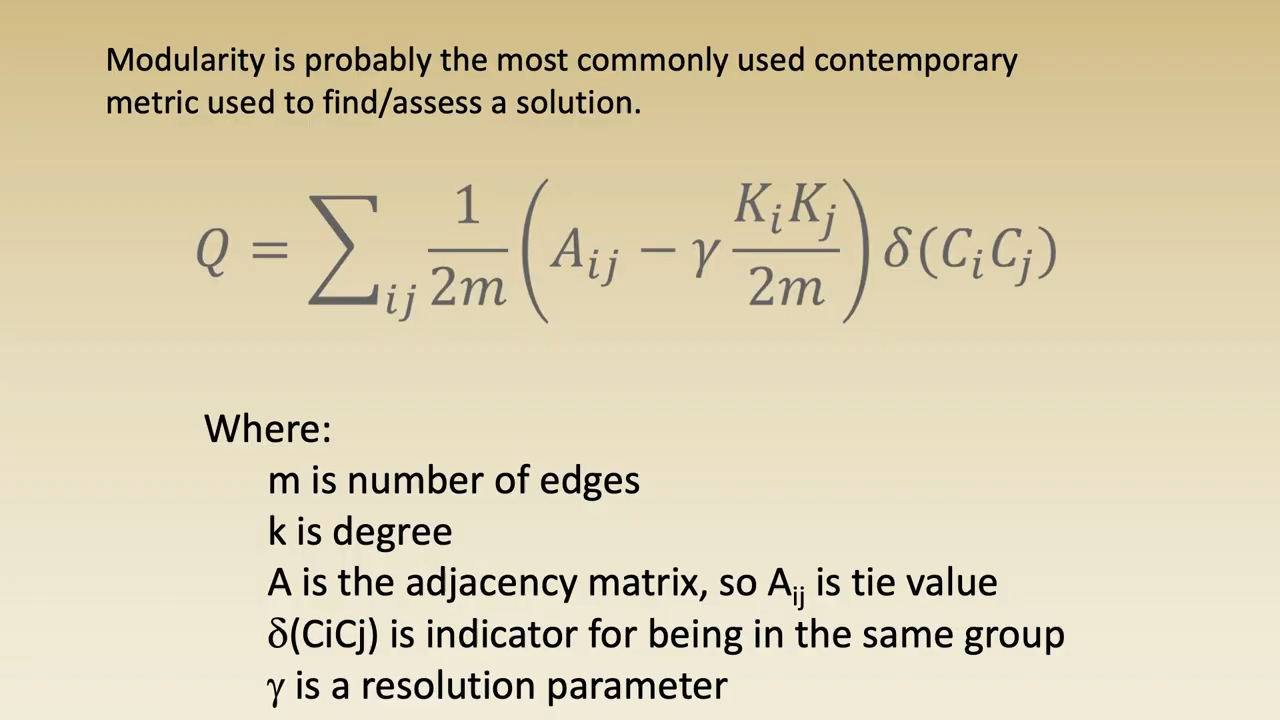 Modularity is probably the most commonly used contemporary
metric used to find/assess a solution.
Q = ∑ᵢⱼ 1/2m (Aᵢⱼ − γ KᵢKⱼ/2m) δ(CᵢCⱼ)
Where:
m is number of edges
k is degree
A is the adjacency matrix, so Aᵢⱼ is tie value
δ(CiCj) is indicator for being in the same group
γ is a resolution parameter